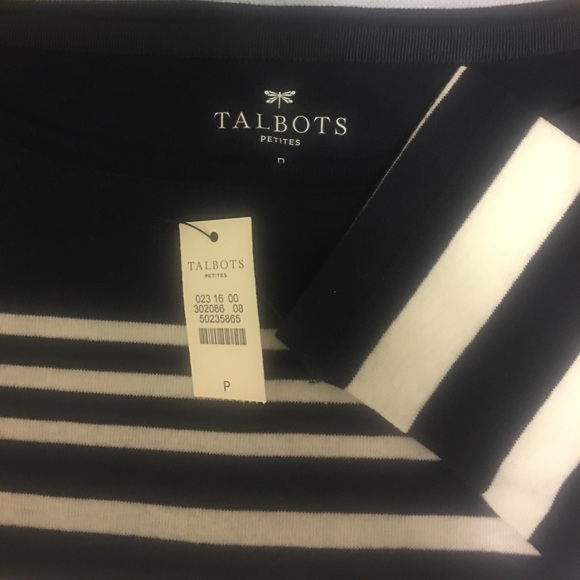 TALBOTS
PETITES
P
TALBOTS
PETITES
023 16 00
302086 08
50235865
P